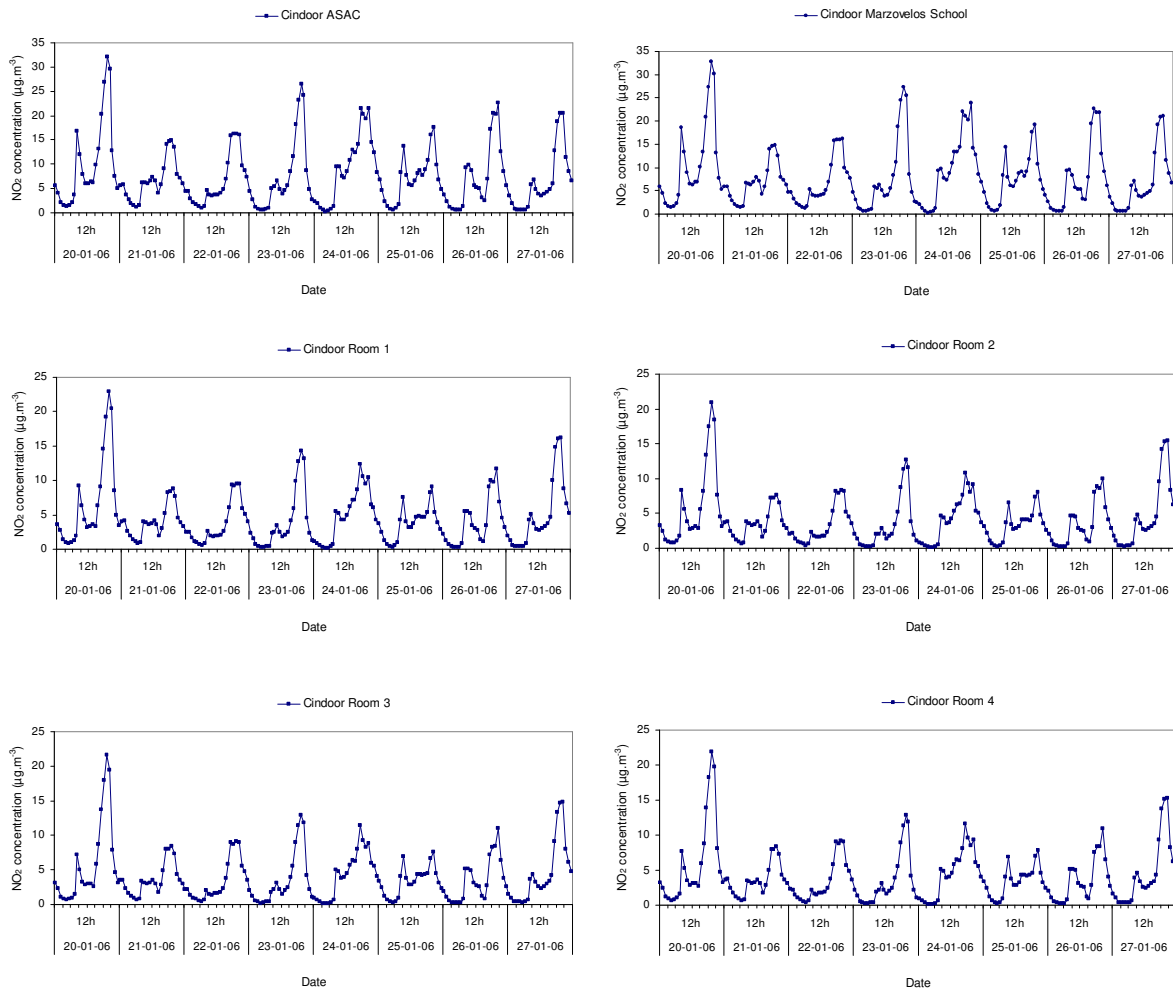 Cindoor ASAC
NO₂ concentration (µg.m⁻³)
35
30
25
20
15
10
5
0
12h 12h 12h 12h 12h 12h 12h 12h
20-01-06 21-01-06 22-01-06 23-01-06 24-01-06 25-01-06 26-01-06 27-01-06
Date
Cindoor Marzovelos School
NO₂ concentration (µg.m⁻³)
35
30
25
20
15
10
5
0
12h 12h 12h 12h 12h 12h 12h 12h
20-01-06 21-01-06 22-01-06 23-01-06 24-01-06 25-01-06 26-01-06 27-01-06
Date
Cindoor Room 1
NO₂ concentration (µg.m⁻³)
25
20
15
10
5
0
12h 12h 12h 12h 12h 12h 12h 12h
20-01-06 21-01-06 22-01-06 23-01-06 24-01-06 25-01-06 26-01-06 27-01-06
Date
Cindoor Room 2
NO₂ concentration (µg.m⁻³)
25
20
15
10
5
0
12h 12h 12h 12h 12h 12h 12h 12h
20-01-06 21-01-06 22-01-06 23-01-06 24-01-06 25-01-06 26-01-06 27-01-06
Date
Cindoor Room 3
NO₂ concentration (µg.m⁻³)
25
20
15
10
5
0
12h 12h 12h 12h 12h 12h 12h 12h
20-01-06 21-01-06 22-01-06 23-01-06 24-01-06 25-01-06 26-01-06 27-01-06
Date
Cindoor Room 4
NO₂ concentration (µg.m⁻³)
25
20
15
10
5
0
12h 12h 12h 12h 12h 12h 12h 12h
20-01-06 21-01-06 22-01-06 23-01-06 24-01-06 25-01-06 26-01-06 27-01-06
Date